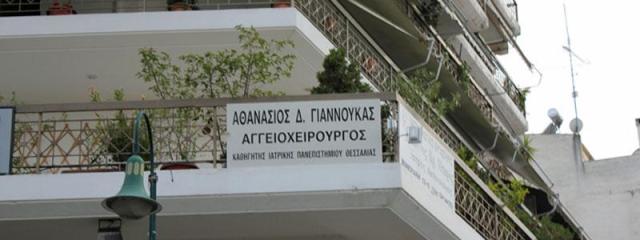 ΑΘΑΝΑΣΙΟΣ Δ. ΓΙΑΝΝΟΥΚΑΣ
ΑΓΓΕΙΟΧΕΙΡΟΥΡΓΟΣ
ΚΑΘΗΓΗΤΗΣ ΙΑΤΡΙΚΗΣ ΠΑΝΕΠΙΣΤΗΜΙΟΥ ΘΕΣΣΑΛΙΑΣ